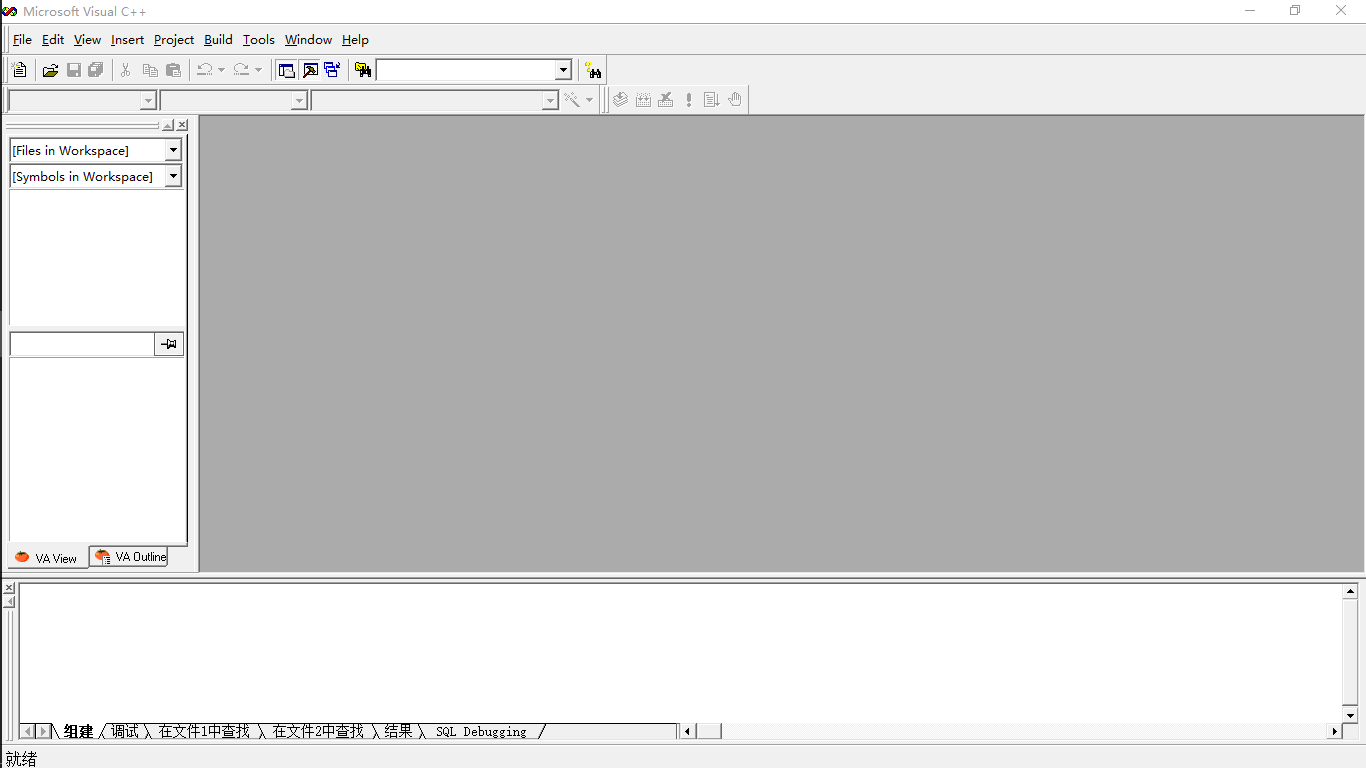 Microsoft Visual C++
File Edit View Insert Project Build Tools Window Help
[Files in Workspace]
[Symbols in Workspace]
VA View VA Outline
组建 调试 在文件1中查找 在文件2中查找 结果 SQL Debugging
就绪